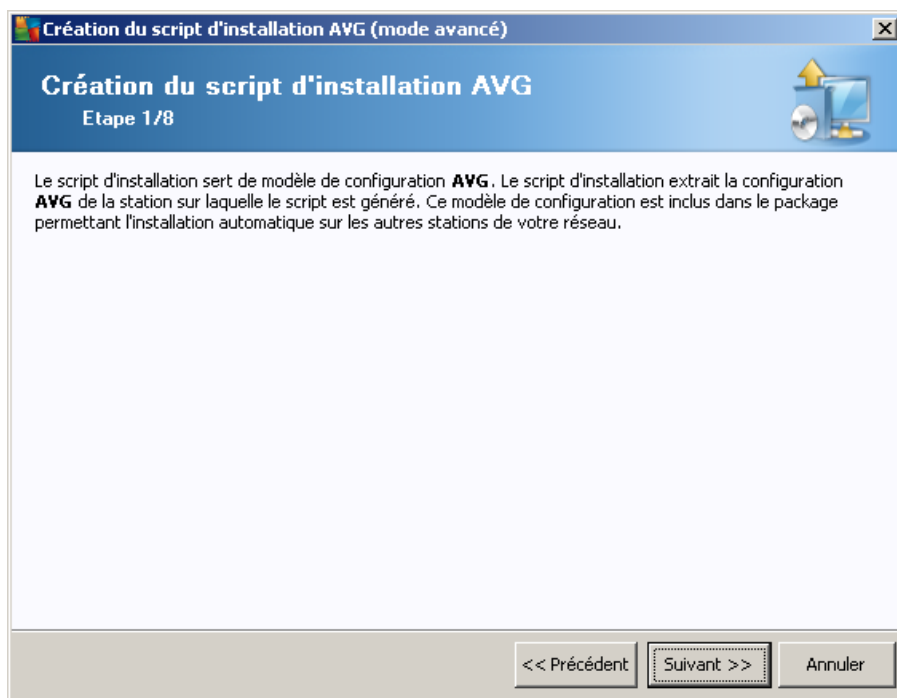 Création du script d'installation AVG (mode avancé)
Création du script d'installation AVG
Etape 1/8
Le script d'installation sert de modèle de configuration AVG. Le script d'installation extrait la configuration
AVG de la station sur laquelle le script est généré. Ce modèle de configuration est inclus dans le package
permettant l'installation automatique sur les autres stations de votre réseau.
<< Précédent
Suivant >>
Annuler